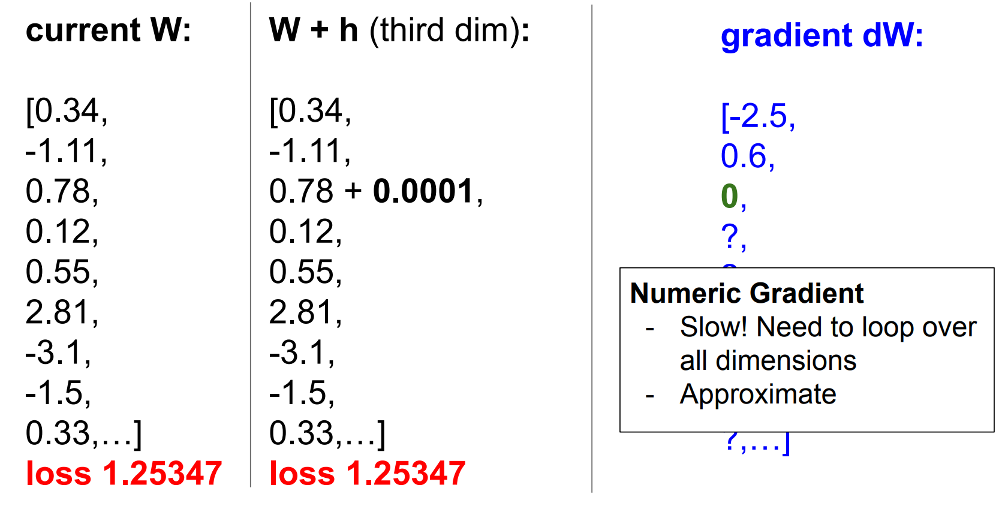 current W:
[0.34,
-1.11,
0.78,
0.12,
0.55,
2.81,
-3.1,
-1.5,
0.33,…]
loss 1.25347
W + h (third dim):
[0.34,
-1.11,
0.78 + 0.0001,
0.12,
0.55,
2.81,
-3.1,
-1.5,
0.33,…]
loss 1.25347
gradient dW:
[-2.5,
0.6,
0,
?,
Numeric Gradient
- Slow! Need to loop over
all dimensions
- Approximate
?,…]